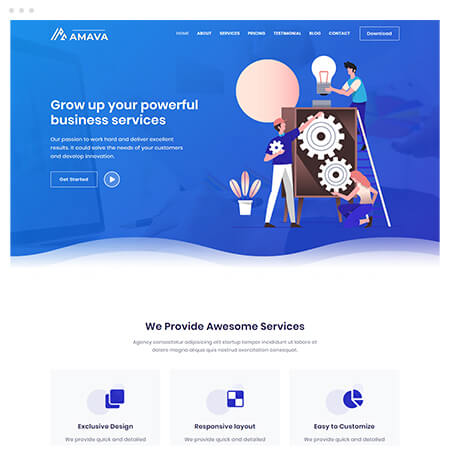 AMAVA
HOME ABOUT SERVICES PRICING TESTIMONIAL BLOG CONTACT Download
Grow up your powerful
business services
Our passion to work hard and deliver excellent
results. It could solve the needs of your customers
and develop innovation.
Get Started
We Provide Awesome Services
Agency consectetur adipisicing elit startup tempor incididunt ut labore et
dolore magna aliqua quis nostrud exercitation consequat.
Exclusive Design Responsive layout Easy to Customize
We provide quick and detailed We provide quick and detailed We provide quick and detailed